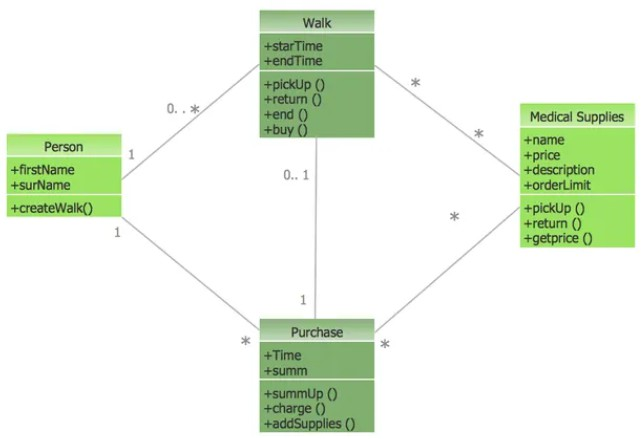 Walk
+starTime
+endTime
+pickUp ()
+return ()
+end ()
+buy ()
0. . *
*
*
Medical Supplies
+name
+price
+description
+orderLimit
+pickUp ()
+return ()
+getprice ()
Person
+firstName
+surName
+createWalk()
1
1
0.. 1
*
1
*
*
Purchase
+Time
+summ
+summUp ()
+charge ()
+addSupplies ()